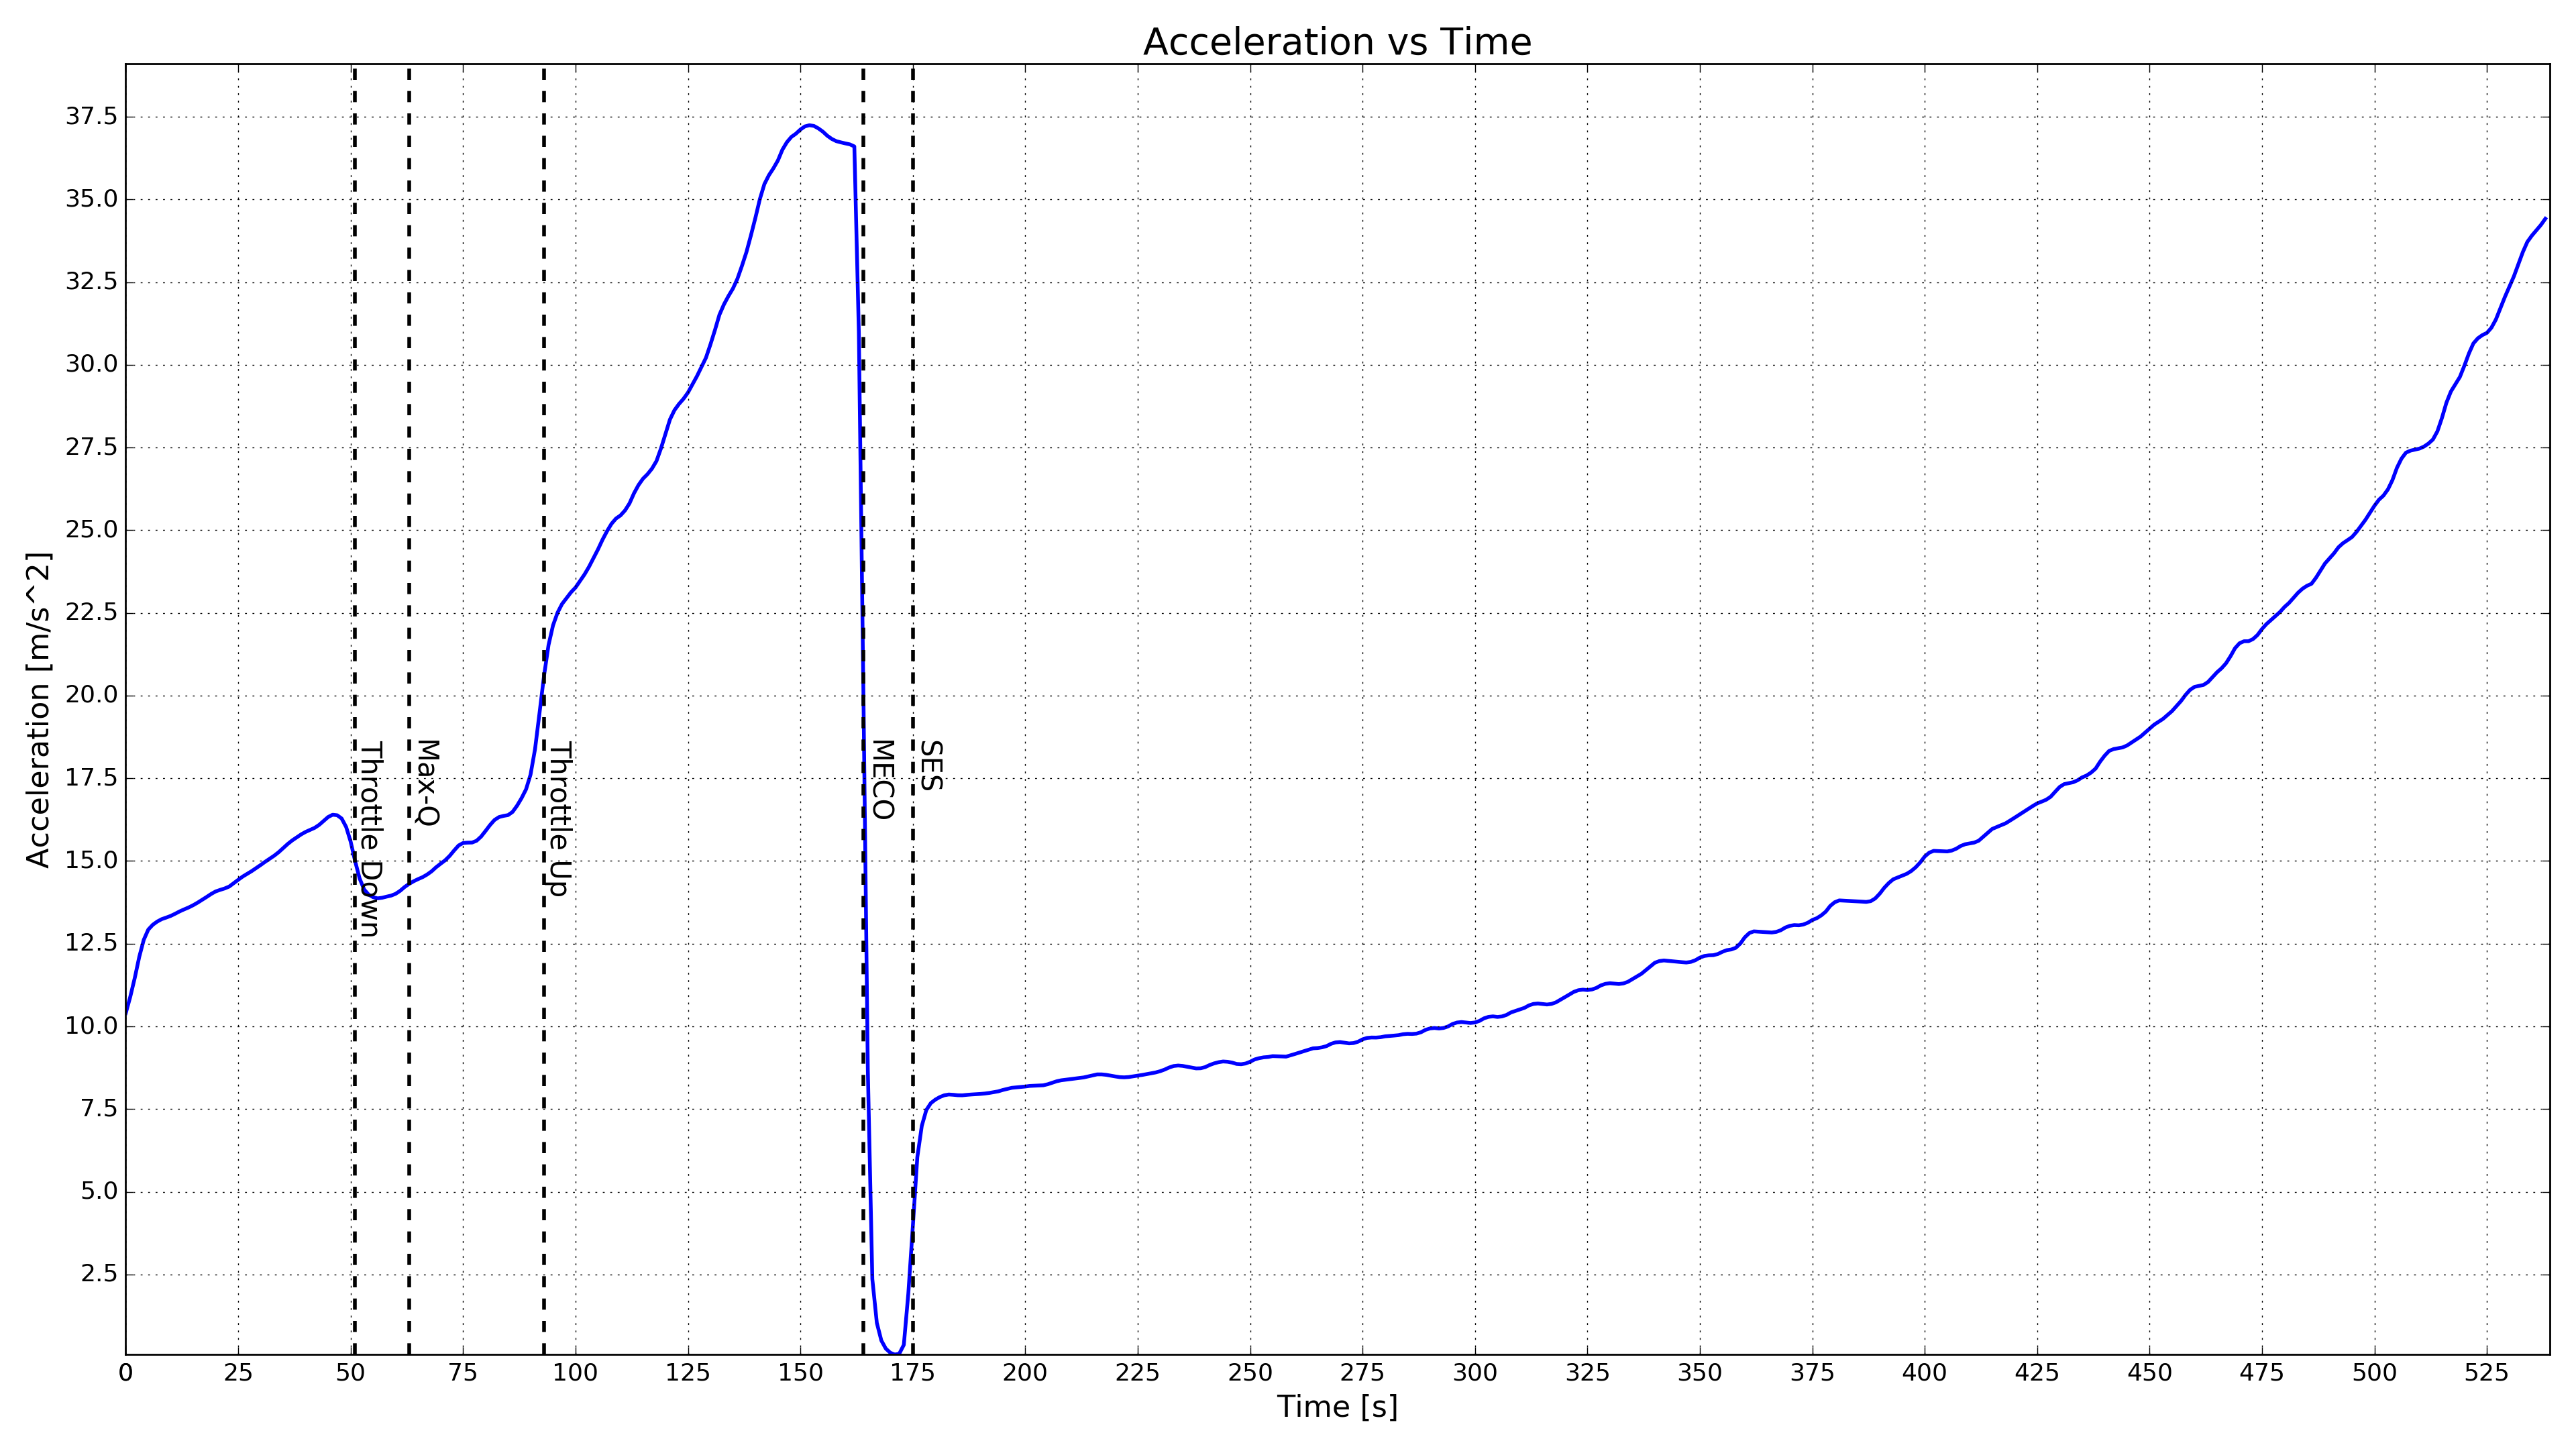 Acceleration vs Time
Acceleration [m/s^2]
37.5
35.0
32.5
30.0
27.5
25.0
22.5
20.0
17.5
15.0
12.5
10.0
7.5
5.0
2.5
Throttle Down
Max-Q
Throttle Up
MECO
SES
0 25 50 75 100 125 150 175 200 225 250 275 300 325 350 375 400 425 450 475 500 525
Time [s]